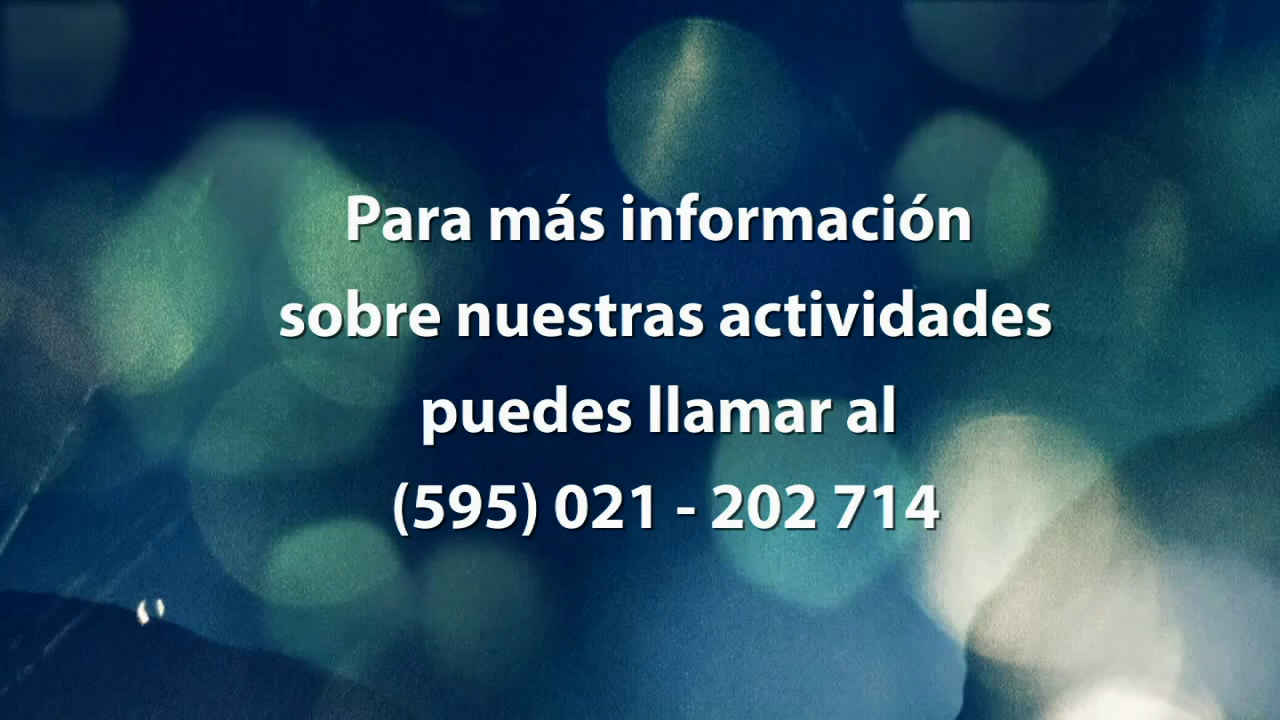 Para más información
sobre nuestras actividades
puedes llamar al
(595) 021 - 202 714